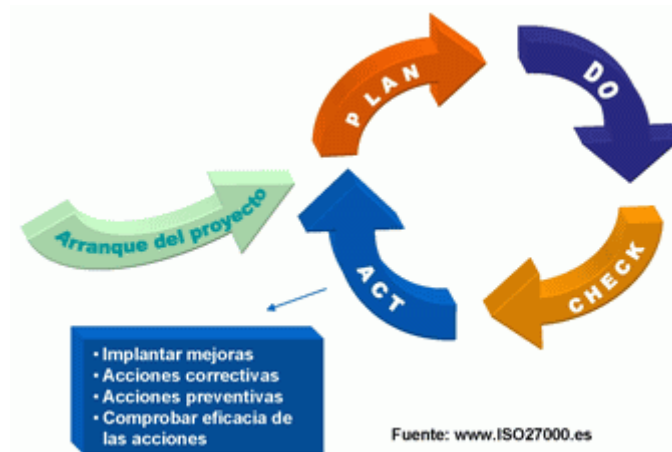 PLAN
DO
Arranque del proyecto
ACT
CHECK
• Implantar mejoras
• Acciones correctivas
• Acciones preventivas
• Comprobar eficacia de
las acciones
Fuente: www.ISO27000.es